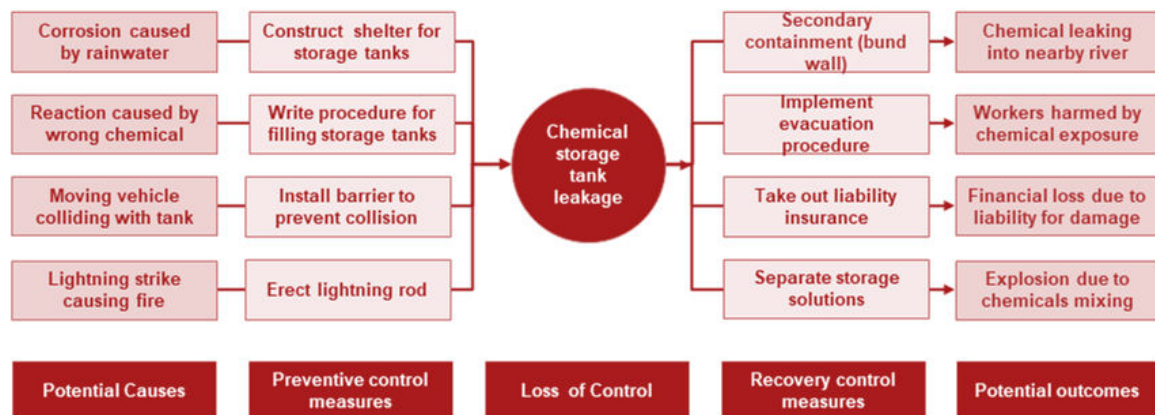 Corrosion caused
by rainwater
Construct shelter for
storage tanks
Secondary
containment (bund
wall)
Chemical leaking
into nearby river
Reaction caused by
wrong chemical
Write procedure for
filling storage tanks
Chemical
storage
tank
leakage
Implement
evacuation
procedure
Workers harmed by
chemical exposure
Moving vehicle
colliding with tank
Install barrier to
prevent collision
Take out liability
insurance
Financial loss due to
liability for damage
Lightning strike
causing fire
Erect lightning rod
Separate storage
solutions
Explosion due to
chemicals mixing
Potential Causes
Preventive control
measures
Loss of Control
Recovery control
measures
Potential outcomes